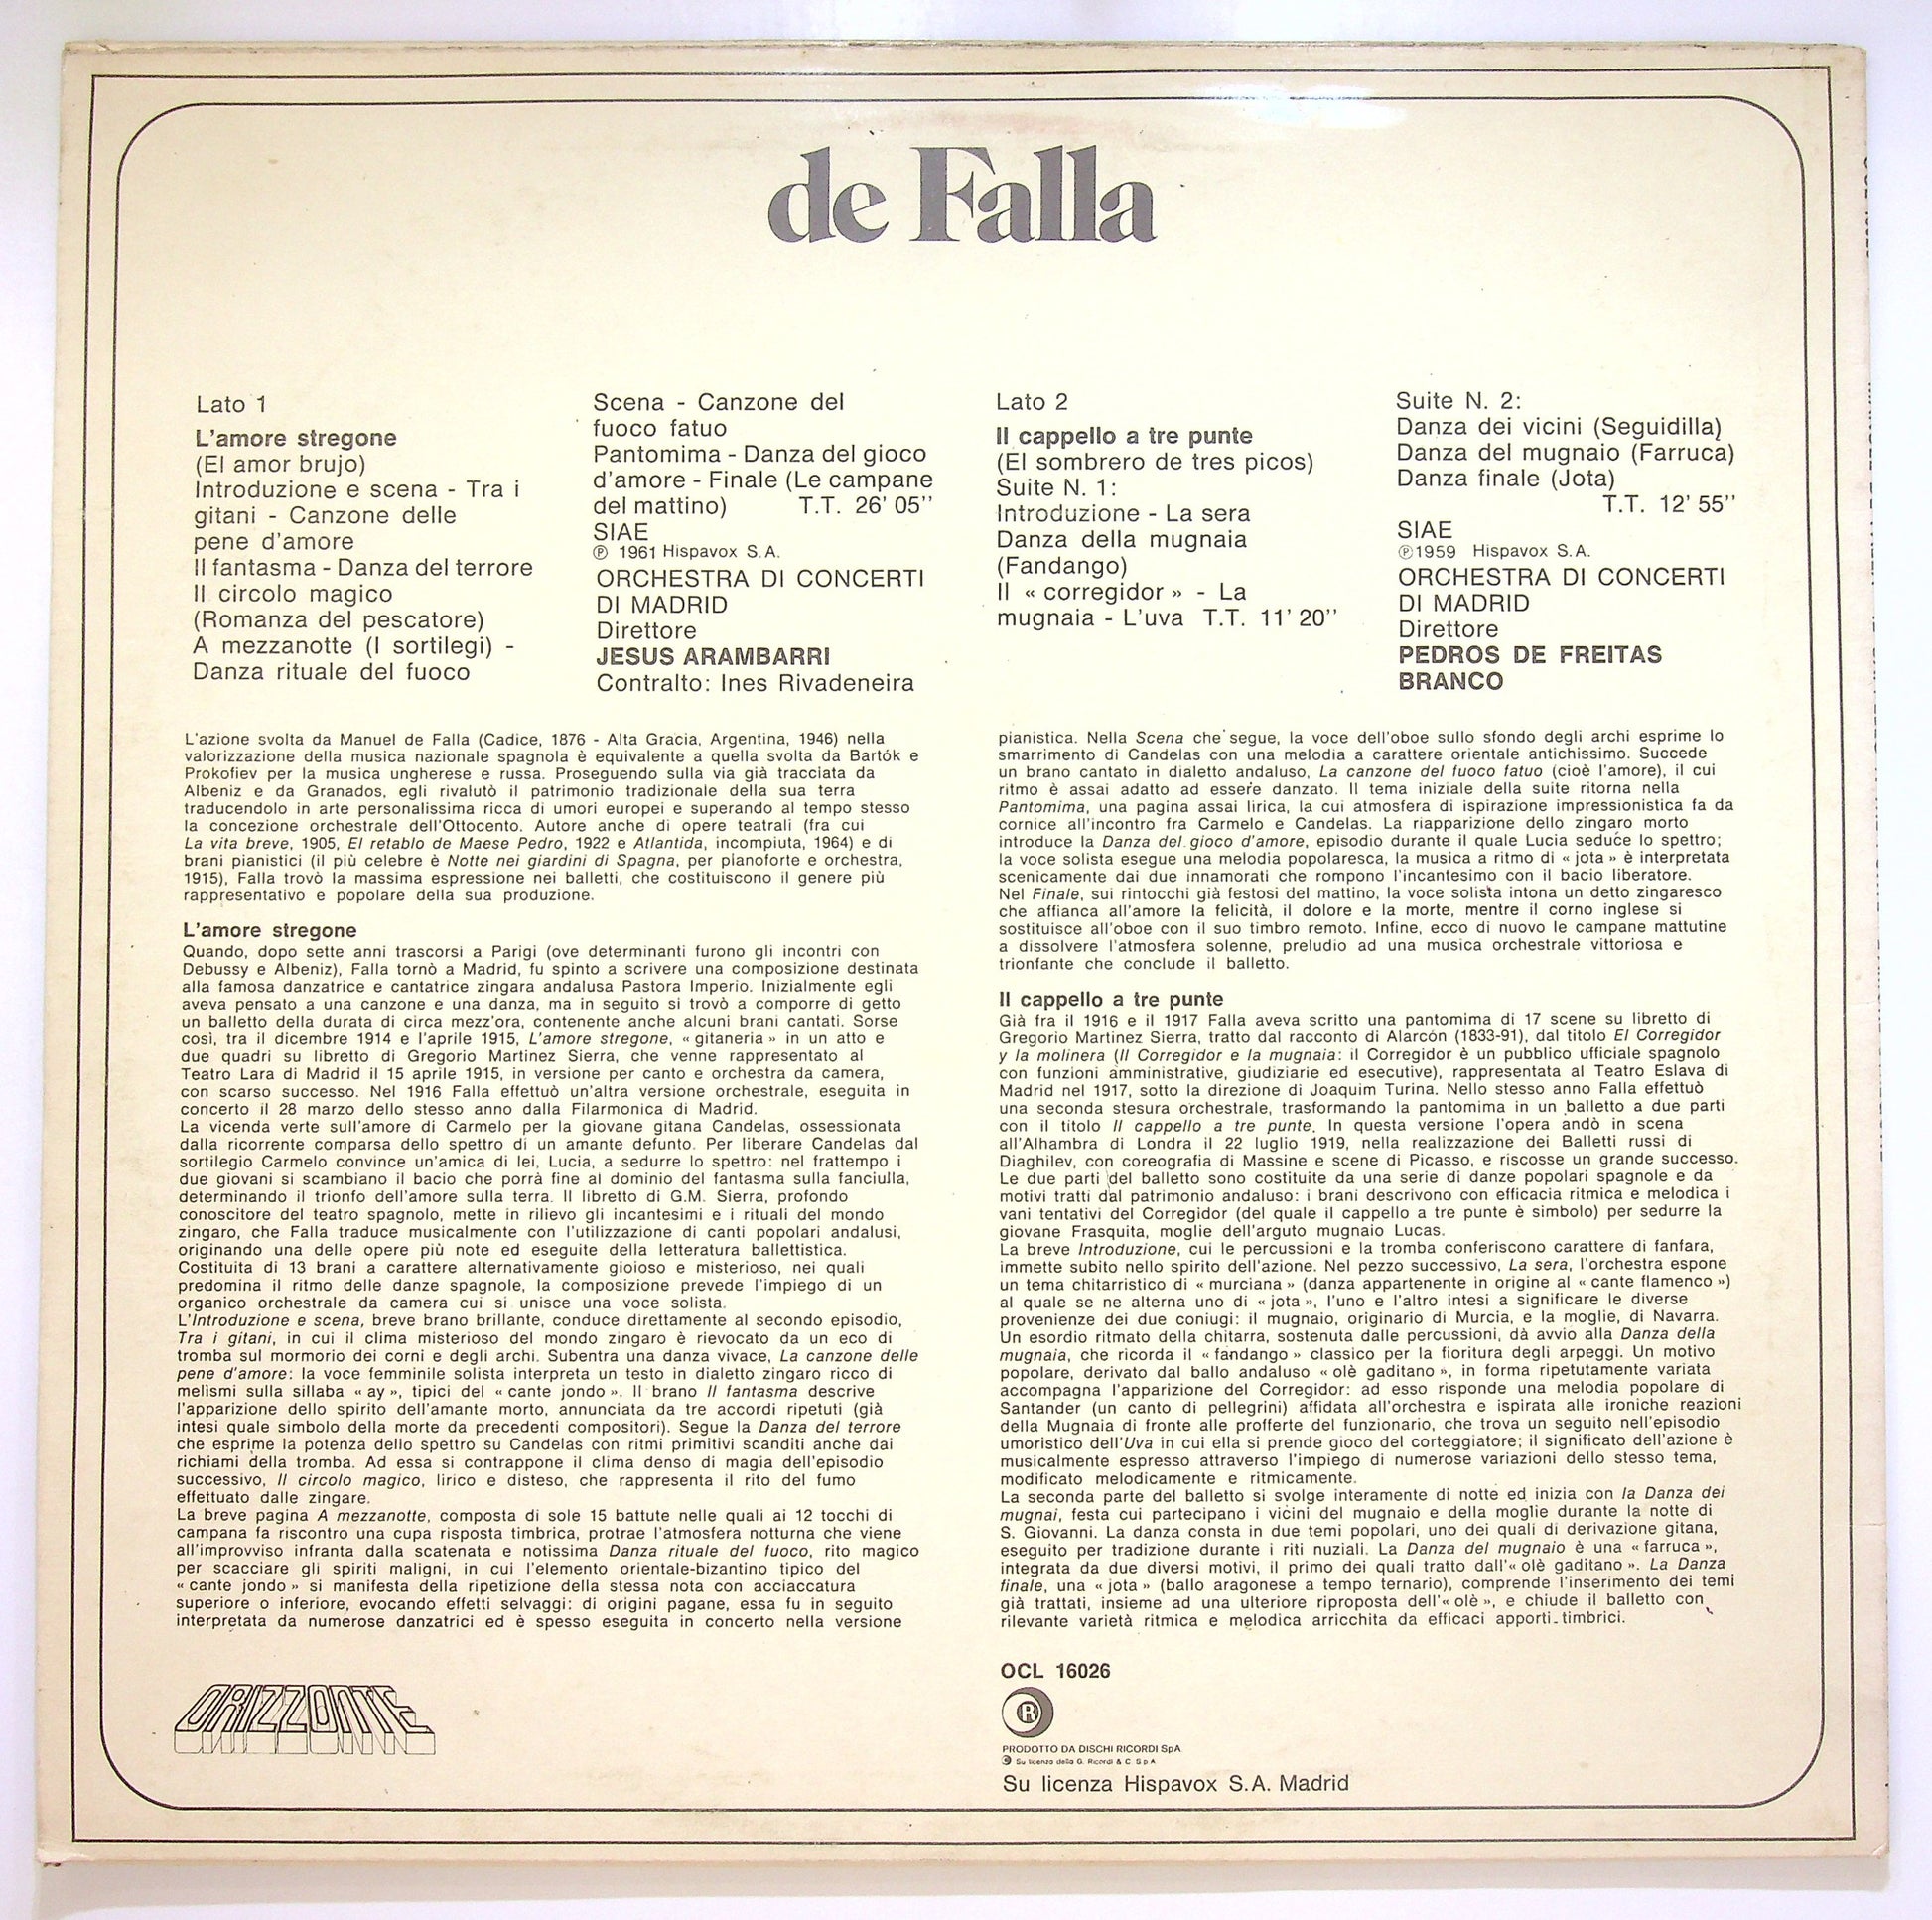 de Falla
Lato 1
L'amore stregone
(El amor brujo)
Introduzione e scena - Tra i
gitani - Canzone delle
pene d'amore
Il fantasma - Danza del terrore
Il circolo magico
(Romanza del pescatore)
A mezzanotte (I sortilegi) -
Danza rituale del fuoco
Scena - Canzone del
fuoco fatuo
Pantomima - Danza del gioco
d'amore - Finale (Le campane
del mattino) T.T. 26' 05''
SIAE
℗ 1961 Hispavox S.A.
ORCHESTRA DI CONCERTI
DI MADRID
Direttore
JESUS ARAMBARRI
Contralto: Ines Rivadeneira
Lato 2
Il cappello a tre punte
(El sombrero de tres picos)
Suite N. 1:
Introduzione - La sera
Danza della mugnaia
(Fandango)
Il « corregidor » - La
mugnaia - L'uva T.T. 11' 20''
Suite N. 2:
Danza dei vicini (Seguidilla)
Danza del mugnaio (Farruca)
Danza finale (Jota)
T.T. 12' 55''
SIAE
℗1959 Hispavox S.A.
ORCHESTRA DI CONCERTI
DI MADRID
Direttore
PEDROS DE FREITAS
BRANCO
L'azione svolta da Manuel de Falla (Cadice, 1876 - Alta Gracia, Argentina, 1946) nella
valorizzazione della musica nazionale spagnola è equivalente a quella svolta da Bartók e
Prokofiev per la musica ungherese e russa. Proseguendo sulla via già tracciata da
Albeniz e da Granados, egli rivalutò il patrimonio tradizionale della sua terra
traducendolo in arte personalissima ricca di umori europei e superando al tempo stesso
la concezione orchestrale dell'Ottocento. Autore anche di opere teatrali (fra cui
La vita breve, 1905, El retablo de Maese Pedro, 1922 e Atlantida, incompiuta, 1964) e di
brani pianistici (il più celebre è Notte nei giardini di Spagna, per pianoforte e orchestra,
1915), Falla trovò la massima espressione nei balletti, che costituiscono il genere più
rappresentativo e popolare della sua produzione.
L'amore stregone
Quando, dopo sette anni trascorsi a Parigi (ove determinanti furono gli incontri con
Debussy e Albeniz), Falla tornò a Madrid, fu spinto a scrivere una composizione destinata
alla famosa danzatrice e cantatrice zingara andalusa Pastora Imperio. Inizialmente egli
aveva pensato a una canzone e una danza, ma in seguito si trovò a comporre di getto
un balletto della durata di circa mezz'ora, contenente anche alcuni brani cantati. Sorse
così, tra il dicembre 1914 e l'aprile 1915, L'amore stregone, « gitaneria » in un atto e
due quadri su libretto di Gregorio Martinez Sierra, che venne rappresentato al
Teatro Lara di Madrid il 15 aprile 1915, in versione per canto e orchestra da camera,
con scarso successo. Nel 1916 Falla effettuò un'altra versione orchestrale, eseguita in
concerto il 28 marzo dello stesso anno dalla Filarmonica di Madrid.
La vicenda verte sull'amore di Carmelo per la giovane gitana Candelas, ossessionata
dalla ricorrente comparsa dello spettro di un amante defunto. Per liberare Candelas dal
sortilegio Carmelo convince un'amica di lei, Lucia, a sedurre lo spettro: nel frattempo i
due giovani si scambiano il bacio che porrà fine al dominio del fantasma sulla fanciulla,
determinando il trionfo dell'amore sulla terra. Il libretto di G.M. Sierra, profondo
conoscitore del teatro spagnolo, mette in rilievo gli incantesimi e i rituali del mondo
zingaro, che Falla traduce musicalmente con l'utilizzazione di canti popolari andalusi,
originando una delle opere più note ed eseguite della letteratura ballettistica.
Costituita di 13 brani a carattere alternativamente gioioso e misterioso, nei quali
predomina il ritmo delle danze spagnole, la composizione prevede l'impiego di un
organico orchestrale da camera cui si unisce una voce solista.
L'Introduzione e scena, breve brano brillante, conduce direttamente al secondo episodio,
Tra i gitani, in cui il clima misterioso del mondo zingaro è rievocato da un eco di
tromba sul mormorio dei corni e degli archi. Subentra una danza vivace, La canzone delle
pene d'amore: la voce femminile solista interpreta un testo in dialetto zingaro ricco di
melismi sulla sillaba « ay », tipici del « cante jondo ». Il brano Il fantasma descrive
l'apparizione dello spirito dell'amante morto, annunciata da tre accordi ripetuti (già
intesi quale simbolo della morte da precedenti compositori). Segue la Danza del terrore
che esprime la potenza dello spettro su Candelas con ritmi primitivi scanditi anche dai
richiami della tromba. Ad essa si contrappone il clima denso di magia dell'episodio
successivo, Il circolo magico, lirico e disteso, che rappresenta il rito del fumo
effettuato dalle zingare.
La breve pagina A mezzanotte, composta di sole 15 battute nelle quali ai 12 tocchi di
campana fa riscontro una cupa risposta timbrica, protrae l'atmosfera notturna che viene
all'improvviso infranta dalla scatenata e notissima Danza rituale del fuoco, rito magico
per scacciare gli spiriti maligni, in cui l'elemento orientale-bizantino tipico del
« cante jondo » si manifesta della ripetizione della stessa nota con acciaccatura
superiore o inferiore, evocando effetti selvaggi: di origini pagane, essa fu in seguito
interpretata da numerose danzatrici ed è spesso eseguita in concerto nella versione
pianistica. Nella Scena che segue, la voce dell'oboe sullo sfondo degli archi esprime lo
smarrimento di Candelas con una melodia a carattere orientale antichissimo. Succede
un brano cantato in dialetto andaluso, La canzone del fuoco fatuo (cioè l'amore), il cui
ritmo è assai adatto ad essere danzato. Il tema iniziale della suite ritorna nella
Pantomima, una pagina assai lirica, la cui atmosfera di ispirazione impressionistica fa da
cornice all'incontro fra Carmelo e Candelas. La riapparizione dello zingaro morto
introduce la Danza del gioco d'amore, episodio durante il quale Lucia seduce lo spettro;
la voce solista esegue una melodia popolaresca, la musica a ritmo di « jota » è interpretata
scenicamente dai due innamorati che rompono l'incantesimo con il bacio liberatore.
Nel Finale, sui rintocchi già festosi del mattino, la voce solista intona un detto zingaresco
che affianca all'amore la felicità, il dolore e la morte, mentre il corno inglese si
sostituisce all'oboe con il suo timbro remoto. Infine, ecco di nuovo le campane mattutine
a dissolvere l'atmosfera solenne, preludio ad una musica orchestrale vittoriosa e
trionfante che conclude il balletto.
Il cappello a tre punte
Già fra il 1916 e il 1917 Falla aveva scritto una pantomima di 17 scene su libretto di
Gregorio Martinez Sierra, tratto dal racconto di Alarcón (1833-91), dal titolo El Corregidor
y la molinera (Il Corregidor e la mugnaia: il Corregidor è un pubblico ufficiale spagnolo
con funzioni amministrative, giudiziarie ed esecutive), rappresentata al Teatro Eslava di
Madrid nel 1917, sotto la direzione di Joaquim Turina. Nello stesso anno Falla effettuò
una seconda stesura orchestrale, trasformando la pantomima in un balletto a due parti
con il titolo Il cappello a tre punte. In questa versione l'opera andò in scena
all'Alhambra di Londra il 22 luglio 1919, nella realizzazione dei Balletti russi di
Diaghilev, con coreografia di Massine e scene di Picasso, e riscosse un grande successo.
Le due parti del balletto sono costituite da una serie di danze popolari spagnole e da
motivi tratti dal patrimonio andaluso: i brani descrivono con efficacia ritmica e melodica i
vani tentativi del Corregidor (del quale il cappello a tre punte è simbolo) per sedurre la
giovane Frasquita, moglie dell'arguto mugnaio Lucas.
La breve Introduzione, cui le percussioni e la tromba conferiscono carattere di fanfara,
immette subito nello spirito dell'azione. Nel pezzo successivo, La sera, l'orchestra espone
un tema chitarristico di « murciana » (danza appartenente in origine al « cante flamenco »)
al quale se ne alterna uno di « jota », l'uno e l'altro intesi a significare le diverse
provenienze dei due coniugi: il mugnaio, originario di Murcia, e la moglie, di Navarra.
Un esordio ritmato della chitarra, sostenuta dalle percussioni, dà avvio alla Danza della
mugnaia, che ricorda il « fandango » classico per la fioritura degli arpeggi. Un motivo
popolare, derivato dal ballo andaluso « olè gaditano », in forma ripetutamente variata
accompagna l'apparizione del Corregidor: ad esso risponde una melodia popolare di
Santander (un canto di pellegrini) affidata all'orchestra e ispirata alle ironiche reazioni
della Mugnaia di fronte alle profferte del funzionario, che trova un seguito nell'episodio
umoristico dell'Uva in cui ella si prende gioco del corteggiatore; il significato dell'azione è
musicalmente espresso attraverso l'impiego di numerose variazioni dello stesso tema,
modificato melodicamente e ritmicamente.
La seconda parte del balletto si svolge interamente di notte ed inizia con la Danza dei
mugnai, festa cui partecipano i vicini del mugnaio e della moglie durante la notte di
S. Giovanni. La danza consta in due temi popolari, uno dei quali di derivazione gitana,
eseguito per tradizione durante i riti nuziali. La Danza del mugnaio è una « farruca »,
integrata da due diversi motivi, il primo dei quali tratto dall'« olè gaditano ». La Danza
finale, una « jota » (ballo aragonese a tempo ternario), comprende l'inserimento dei temi
già trattati, insieme ad una ulteriore riproposta dell'« olè », e chiude il balletto con
rilevante varietà ritmica e melodica arricchita da efficaci apporti timbrici.
ORIZZONTE
OCL 16026
R
PRODOTTO DA DISCHI RICORDI SpA
Su licenza della G. Ricordi & C. S p A
Su licenza Hispavox S.A. Madrid